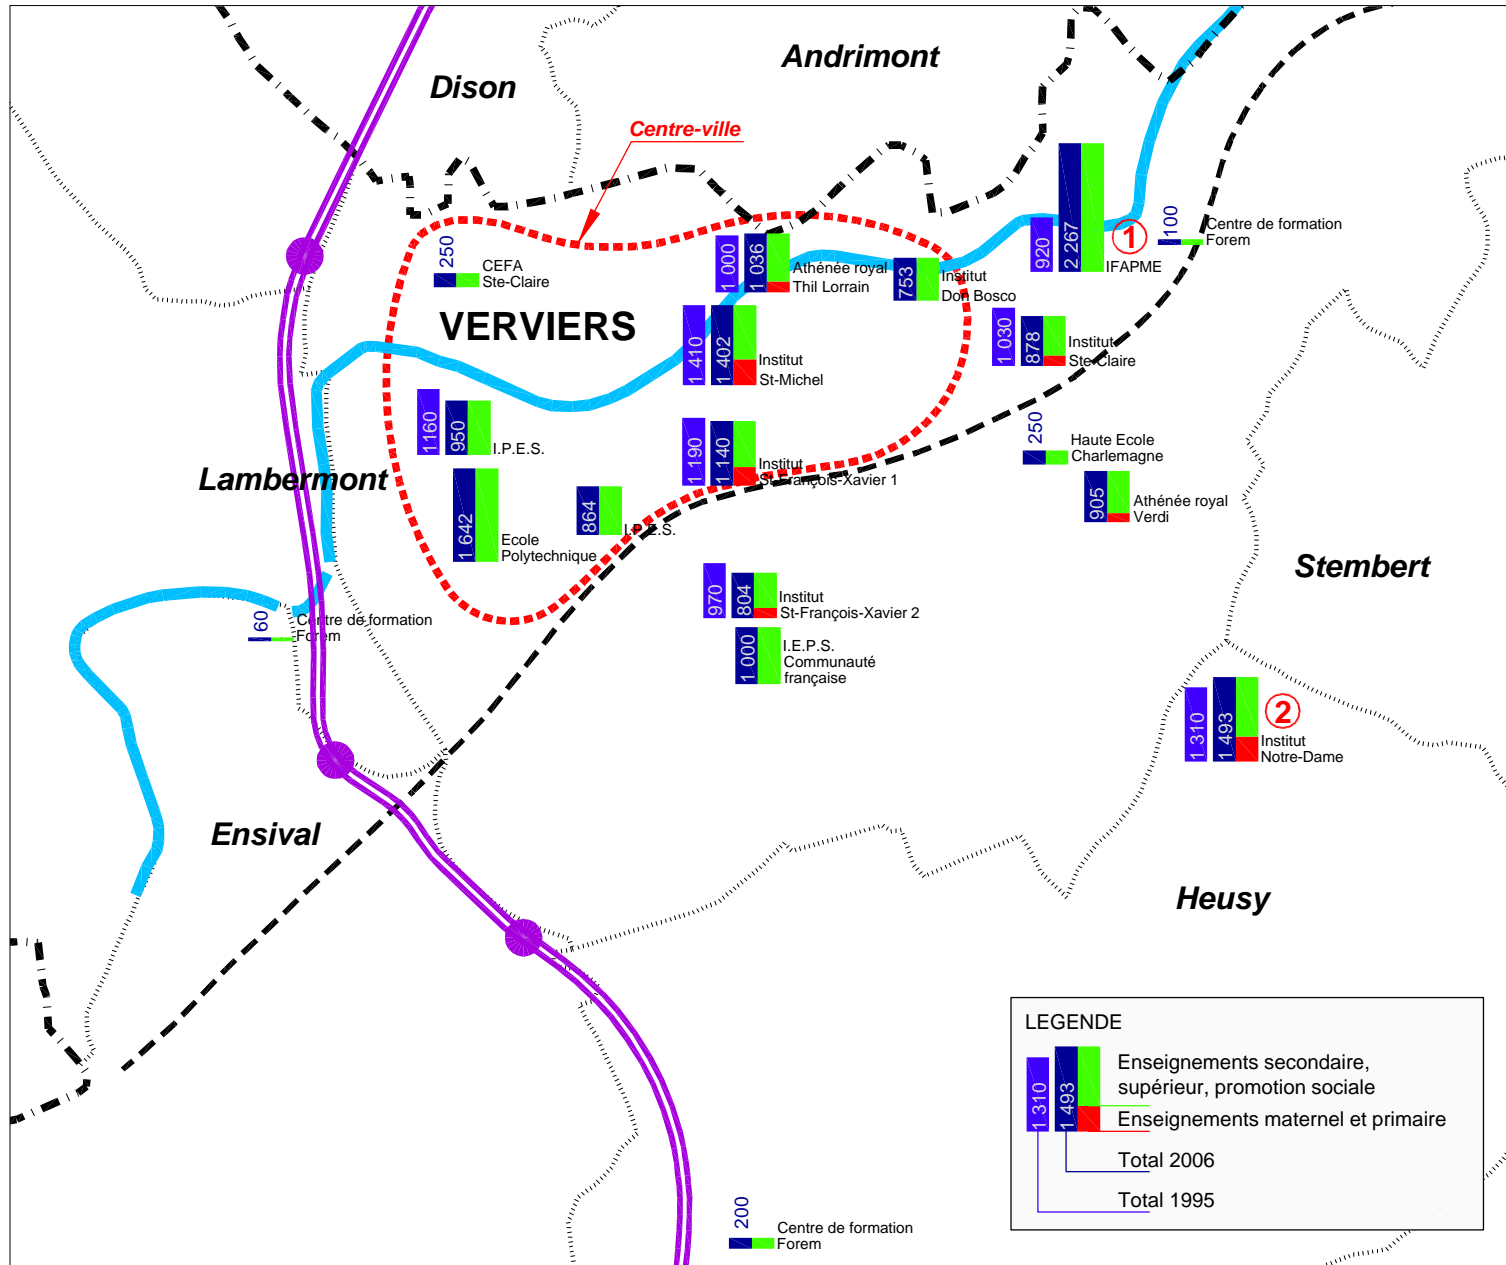 Andrimont
Dison
Centre-ville
250
CEFA
Ste-Claire
1 000
1 036
Athénée royal
Thil Lorrain
753
Institut
Don Bosco
920
2 267
1
IFAPME
100
Centre de formation
Forem
VERVIERS
1 410
1 402
Institut
St-Michel
1 030
878
Institut
Ste-Claire
1160
950
I.P.E.S.
1 190
1 140
Institut
St-François-Xavier 1
250
Haute Ecole
Charlemagne
Lambermont
1 642
Ecole
Polytechnique
864
I.P.E.S.
905
Athénée royal
Verdi
Stembert
970
804
Institut
St-François-Xavier 2
60
Centre de formation
Forem
1 000
I.E.P.S.
Communauté
française
1 310
1 493
2
Institut
Notre-Dame
Ensival
Heusy
LEGENDE
1 310
1 493
Enseignements secondaire,
supérieur, promotion sociale
Enseignements maternel et primaire
Total 2006
Total 1995
200
Centre de formation
Forem